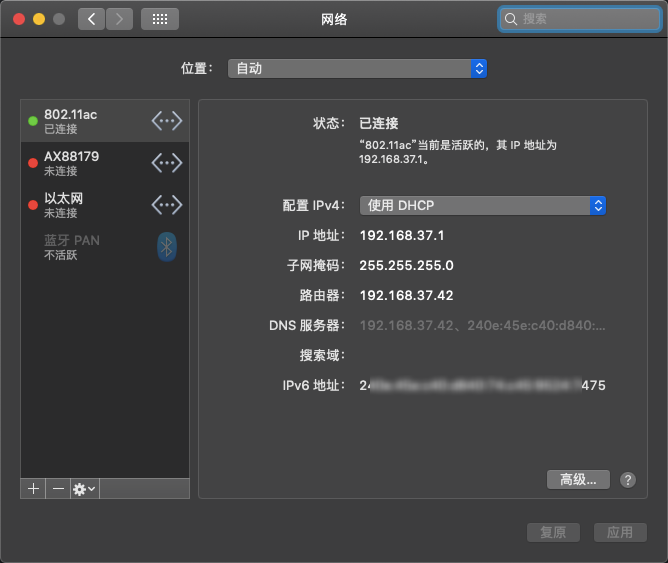 网络
搜索
位置： 自动
802.11ac
已连接
AX88179
未连接
以太网
未连接
蓝牙 PAN
不活跃
状态： 已连接
“802.11ac”当前是活跃的，其 IP 地址为
192.168.37.1。
配置 IPv4： 使用 DHCP
IP 地址： 192.168.37.1
子网掩码： 255.255.255.0
路由器： 192.168.37.42
DNS 服务器： 192.168.37.42、240e:45e:c40:d840:...
搜索域：
IPv6 地址： 24 475
高级...
?
复原
应用